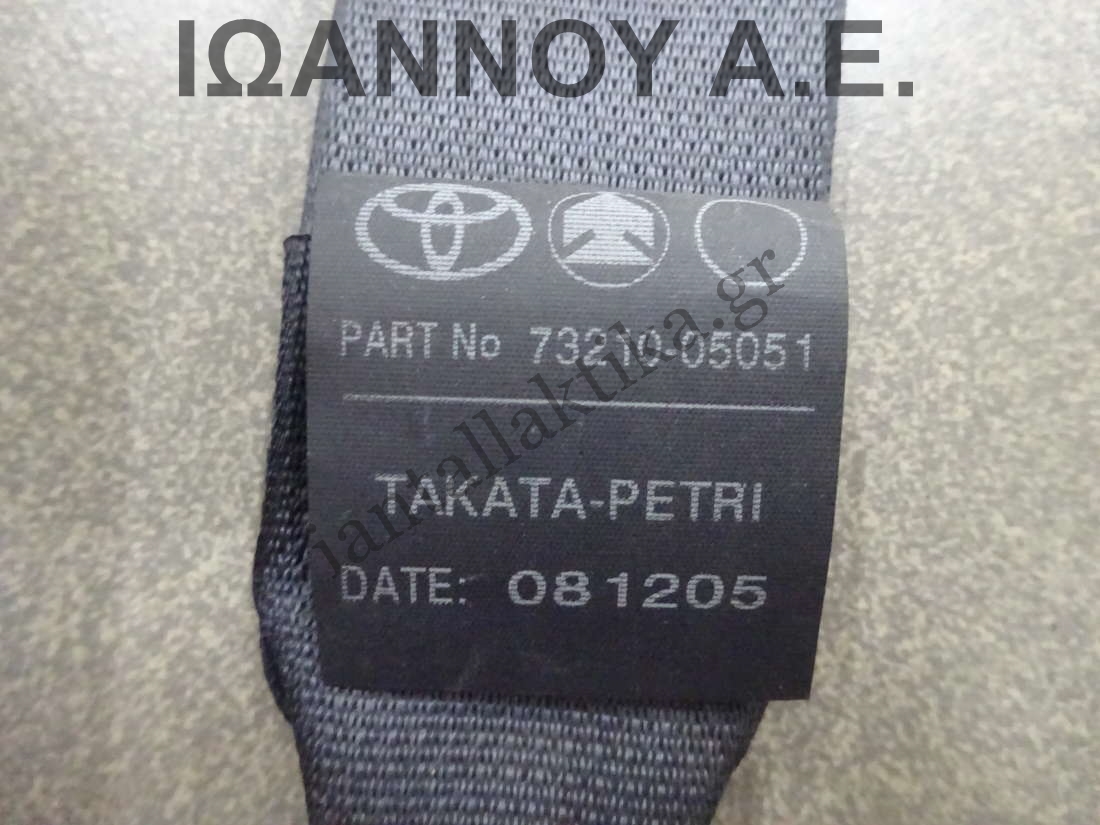 ΙΩΑΝΝΟΥ Α.Ε.
PART No 73210-05051
TAKATA-PETRI
DATE: 081205
iantallaktika.gr